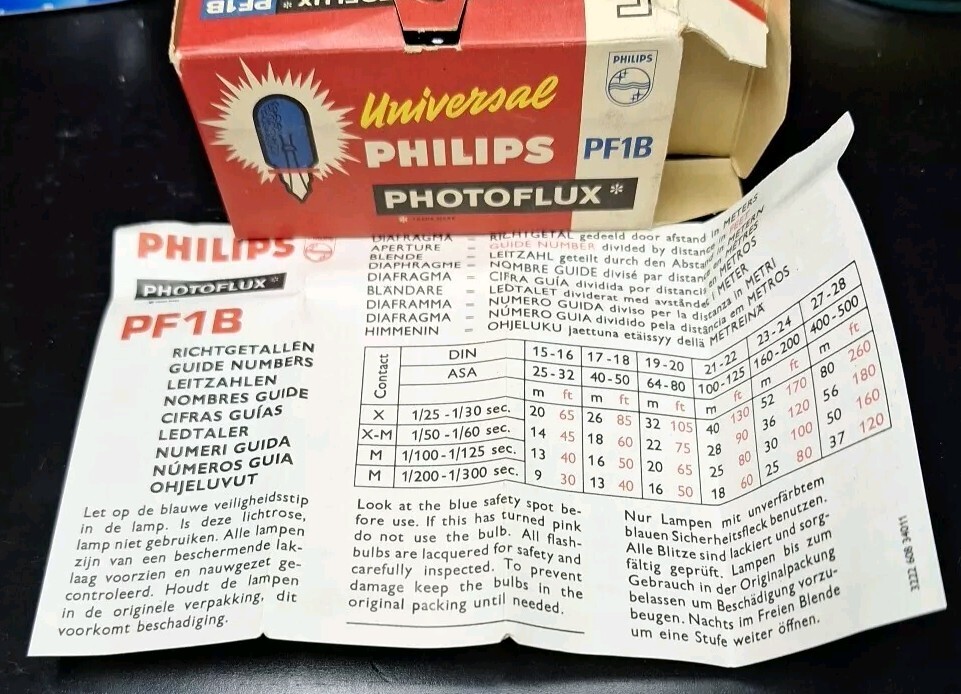 PF1B
Universal
PHILIPS
PHOTOFLUX *
PHILIPS
PF1B
PHILIPS
PHOTOFLUX *
PF1B
RICHTGETALLEN
GUIDE NUMBERS
LEITZAHLEN
NOMBRES GUIDE
CIFRAS GUÍAS
LEDTALER
NUMERI GUIDA
NÚMEROS GUIA
OHJELUVUT
Let op de blauwe veiligheidsstip
in de lamp. Is deze lichtrose,
lamp niet gebruiken. Alle lampen
zijn van een beschermende lak-
laag voorzien en nauwgezet ge-
controleerd. Houdt de lampen
in de originele verpakking, dit
voorkomt beschadiging.
DIAFRAGMA = RICHTGETAL gedeeld door afstand in METERS
APERTURE = GUIDE NUMBER divided by distance in FEET
BLENDE = LEITZAHL geteilt durch den Abstand in METERN
DIAPHRAGME = NOMBRE GUIDE divisé par distance en MÈTRES
DIAFRAGMA = CIFRA GUÍA dividida por distancia en METROS
BLÄNDARE = LEDTALET dividerat med avståndet i METER
DIAFRAMMA = NUMERO GUIDA diviso per la distanza in METRI
DIAFRAGMA = NÚMERO GUIA dividido pela distância em METROS
HIMMENIN = OHJELUKU jaettuna etäisyydellä METREINÄ
Contact DIN 15-16 17-18 19-20 21-22 23-24 27-28
ASA 25-32 40-50 64-80 100-125 160-200 400-500
m ft m ft m ft m ft m ft m ft
X 1/25 - 1/30 sec. 20 65 26 85 32 105 40 130 52 170 80 260
X-M 1/50 - 1/60 sec. 14 45 18 60 22 75 28 90 36 120 56 180
M 1/100 - 1/125 sec. 13 40 16 50 20 65 25 80 30 100 50 160
M 1/200 - 1/300 sec. 9 30 13 40 16 50 18 60 25 80 37 120
Look at the blue safety spot be-
fore use. If this has turned pink
do not use the bulb. All flash-
bulbs are lacquered for safety and
carefully inspected. To prevent
damage keep the bulbs in the
original packing until needed.
Nur Lampen mit unverfärbtem
blauen Sicherheitsfleck benutzen.
Alle Blitze sind lackiert und sorg-
fältig geprüft. Lampen bis zum
Gebrauch in der Originalpackung
belassen um Beschädigung vorzu-
beugen. Nachts im Freien Blende
um eine Stufe weiter öffnen.